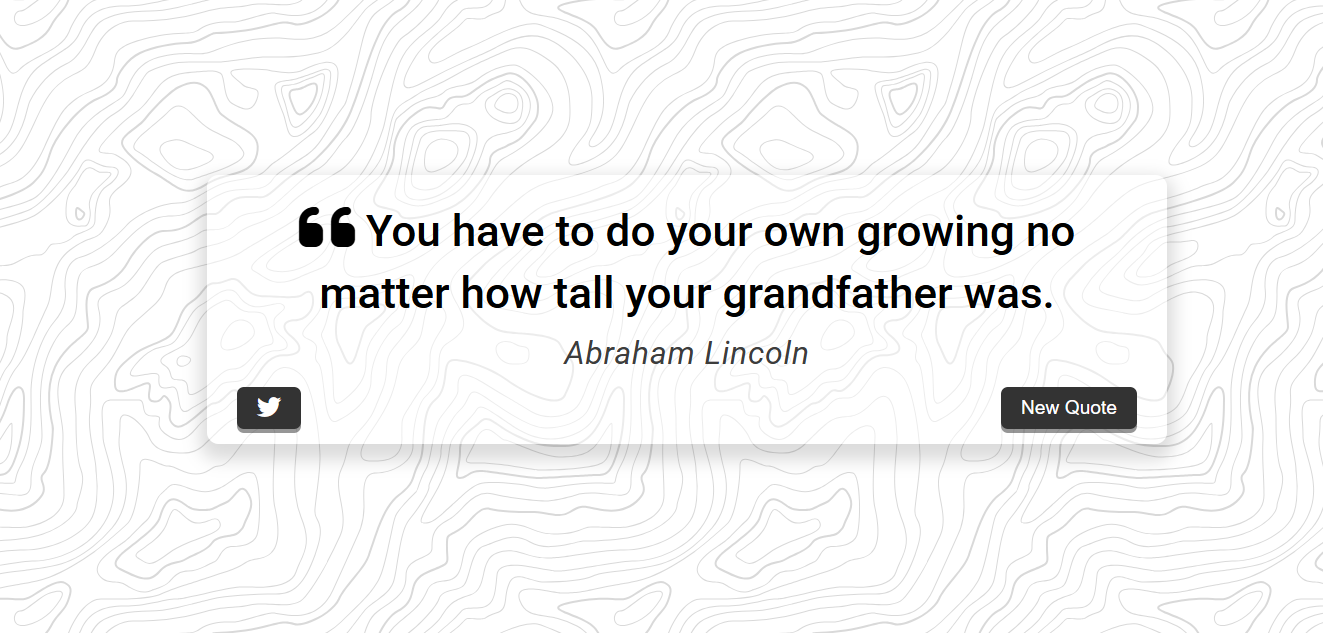 You have to do your own growing no
matter how tall your grandfather was.
Abraham Lincoln
New Quote